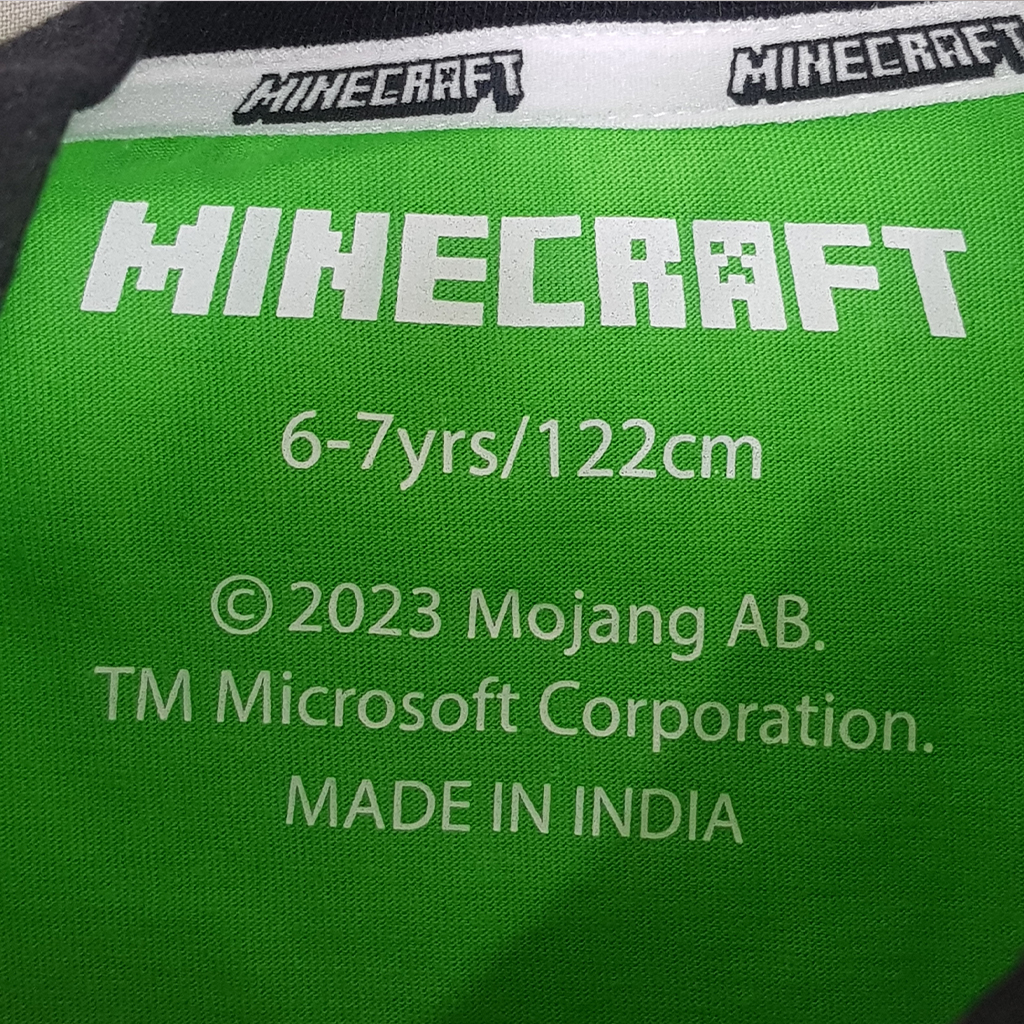 MINECRAFT MINECRAFT
MINECRAFT
6-7yrs/122cm
© 2023 Mojang AB.
TM Microsoft Corporation.
MADE IN INDIA